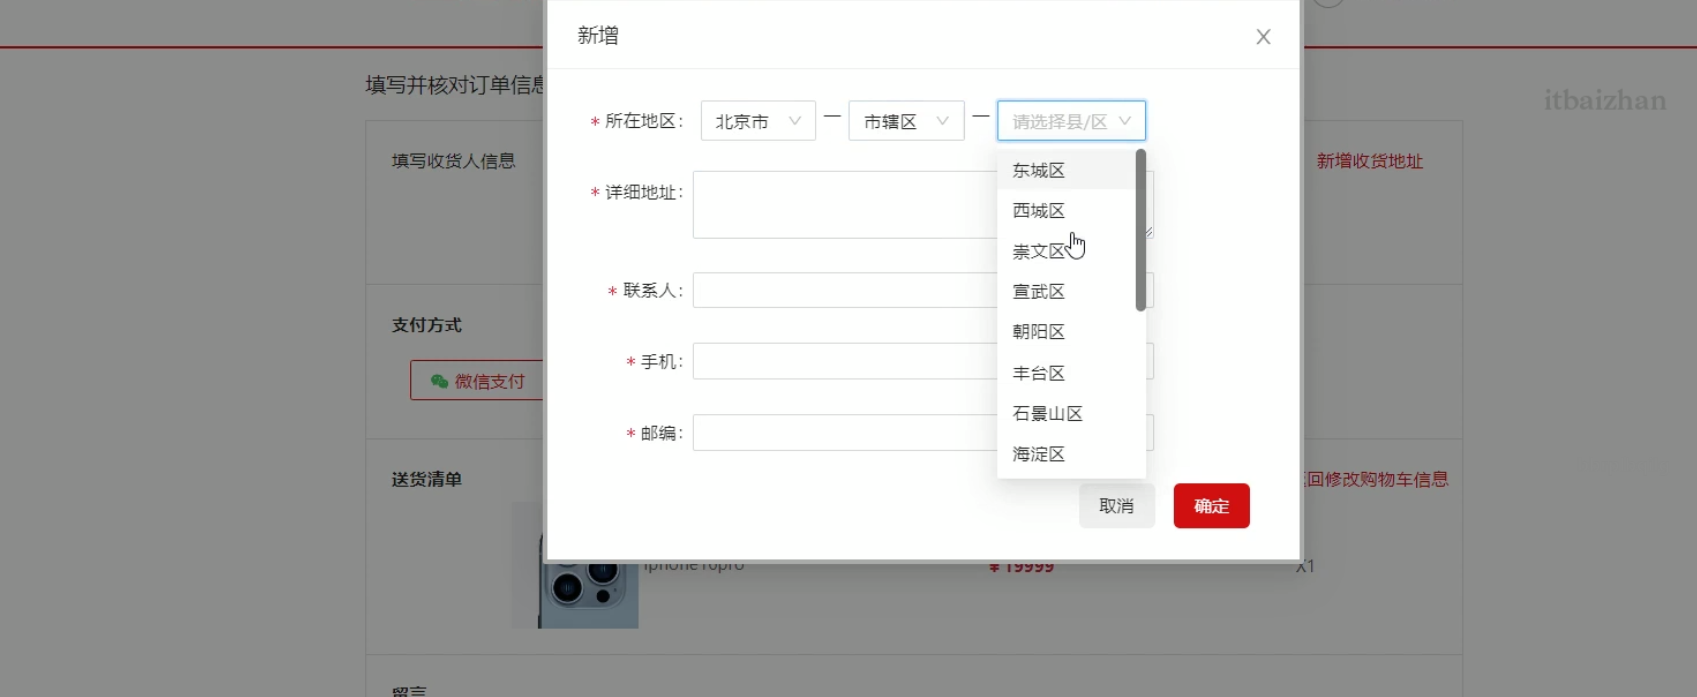 新增
填写并核对订单信息
itbaizhan
* 所在地区: 北京市 — 市辖区 — 请选择县/区
填写收货人信息
新增收货地址
东城区
* 详细地址:
西城区
崇文区
* 联系人:
宣武区
支付方式
朝阳区
* 手机:
丰台区
微信支付
石景山区
* 邮编:
海淀区
送货清单
回修改购物车信息
取消 确定
¥ 19999 X1